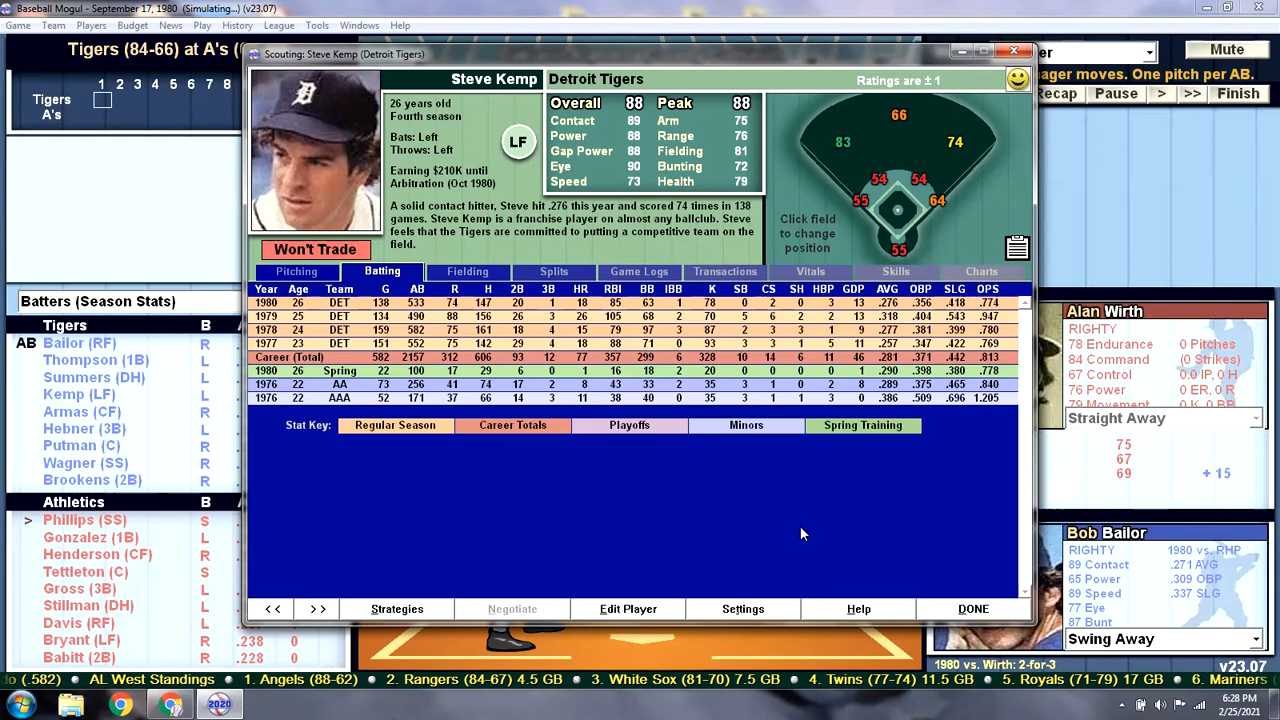 Baseball Mogul - September 17, 1980 (Simulating...) (v23.07)
Game Team Players Budget News Play History League Tools Windows Help
Tigers (84-66) at A's (
1 2 3 4 5 6 7 8
Tigers
A's
Mute
ager moves. One pitch per AB.
Recap Pause > >> Finish
Scouting: Steve Kemp (Detroit Tigers)
Steve Kemp
Detroit Tigers
Ratings are ± 1
26 years old
Fourth season
Bats: Left
Throws: Left
Earning $210K until
Arbitration (Oct 1980)
LF
Overall 88 Peak 88
Contact 89 Arm 75
Power 88 Range 76
Gap Power 88 Fielding 81
Eye 90 Bunting 72
Speed 73 Health 79
66
83 74
54 54
55 64
55
Click field
to change
position
A solid contact hitter, Steve hit .276 this year and scored 74 times in 138
games. Steve Kemp is a franchise player on almost any ballclub. Steve
feels that the Tigers are committed to putting a competitive team on the
field.
Won't Trade
Pitching Batting Fielding Splits Game Logs Transactions Vitals Skills Charts
Year Age Team G AB R H 2B 3B HR RBI BB IBB K SB CS SH HBP GDP AVG OBP SLG OPS
1980 26 DET 138 533 74 147 20 1 18 85 63 1 78 0 2 0 3 13 .276 .356 .418 .774
1979 25 DET 134 490 88 156 26 3 26 105 68 2 70 5 6 2 2 13 .318 .404 .543 .947
1978 24 DET 159 582 75 161 18 4 15 79 97 3 87 2 3 3 1 9 .277 .381 .399 .780
1977 23 DET 151 552 75 142 29 4 18 88 71 0 93 3 3 1 5 11 .257 .347 .422 .769
Career (Total) 582 2157 312 606 93 12 77 357 299 6 328 10 14 6 11 46 .281 .371 .442 .813
1980 26 Spring 22 100 17 29 6 0 1 16 18 2 14 0 0 0 0 1 .290 .398 .380 .778
1976 22 AA 73 256 41 74 17 2 8 43 33 2 35 3 1 0 2 8 .289 .375 .465 .840
1976 22 AAA 52 171 37 66 14 3 11 38 40 0 35 3 1 1 3 0 .386 .509 .696 1.205
Stat Key: Regular Season Career Totals Playoffs Minors Spring Training
<< >> Strategies Negotiate Edit Player Settings Help DONE
Batters (Season Stats)
Tigers B
AB Bailor (RF) R
Thompson (1B) L
Summers (DH) L
Kemp (LF) L
Armas (CF) R
Hebner (3B) L
Putman (C) R
Wagner (SS) R
Brookens (2B) R
Athletics B
> Phillips (SS) S
Gonzalez (1B) L
Henderson (CF) R
Tettleton (C) S
Gross (3B) L
Stillman (DH) L
Davis (RF) L
Bryant (LF) R .238 0
Babitt (2B) R .228 0
Alan Wirth
RIGHTY
78 Endurance 0 Pitches
84 Command (0 Strikes)
67 Control 0.0 IP, 0 H
76 Power 0 ER, 0 R
79 Movement 0 K, 0 BB
Straight Away
75
67
69 + 15
Bob Bailor
RIGHTY 1980 vs. RHP
89 Contact .271 AVG
65 Power .309 OBP
89 Speed .337 SLG
77 Eye
87 Bunt
Swing Away
1980 vs. Wirth: 2-for-3
v23.07
do (.582) • AL West Standings • 1. Angels (88-62) • 2. Rangers (84-67) 4.5 GB • 3. White Sox (81-70) 7.5 GB • 4. Twins (77-74) 11.5 GB • 5. Royals (71-79) 17 GB • 6. Mariners
2020
6:28 PM
2/25/2021